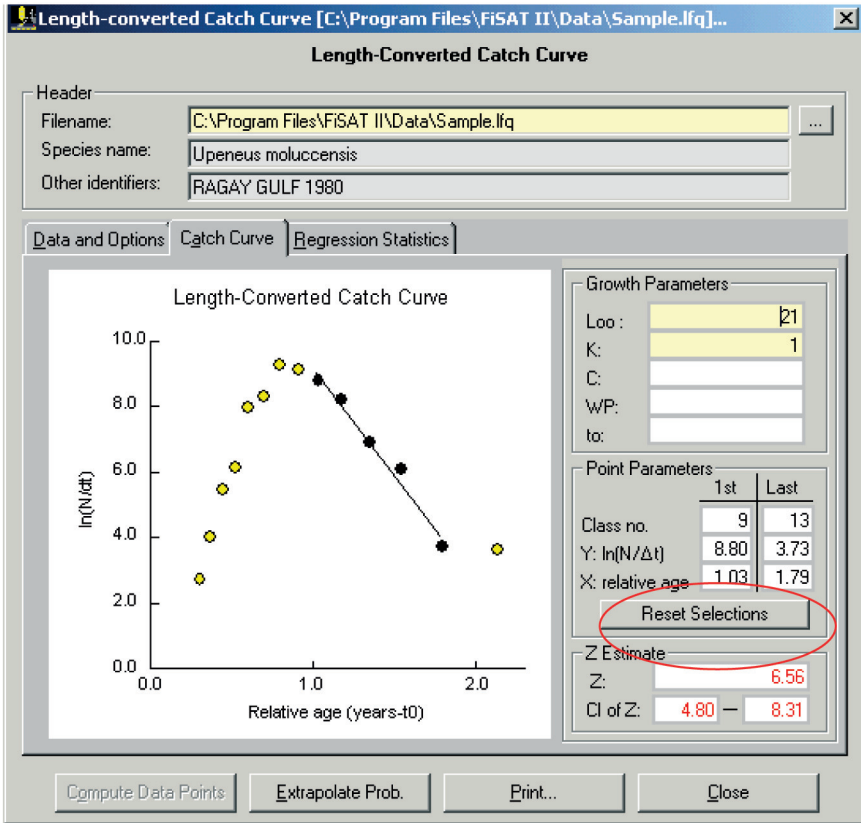 Length-converted Catch Curve [C:\Program Files\FiSAT II\Data\Sample.lfq]...
Length-Converted Catch Curve
Header
Filename: C:\Program Files\FiSAT II\Data\Sample.lfq ...
Species name: Upeneus moluccensis
Other identifiers: RAGAY GULF 1980
Data and Options Catch Curve Regression Statistics
Length-Converted Catch Curve
10.0
8.0
6.0
4.0
2.0
0.0
ln(N/dt)
0.0 1.0 2.0
Relative age (years-t0)
Growth Parameters
Loo : 21
K: 1
C:
WP:
to:
Point Parameters
1st Last
Class no. 9 13
Y: ln(N/Δt) 8.80 3.73
X: relative age 1.03 1.79
Reset Selections
Z Estimate
Z: 6.56
CI of Z: 4.80 — 8.31
Compute Data Points Extrapolate Prob. Print... Close